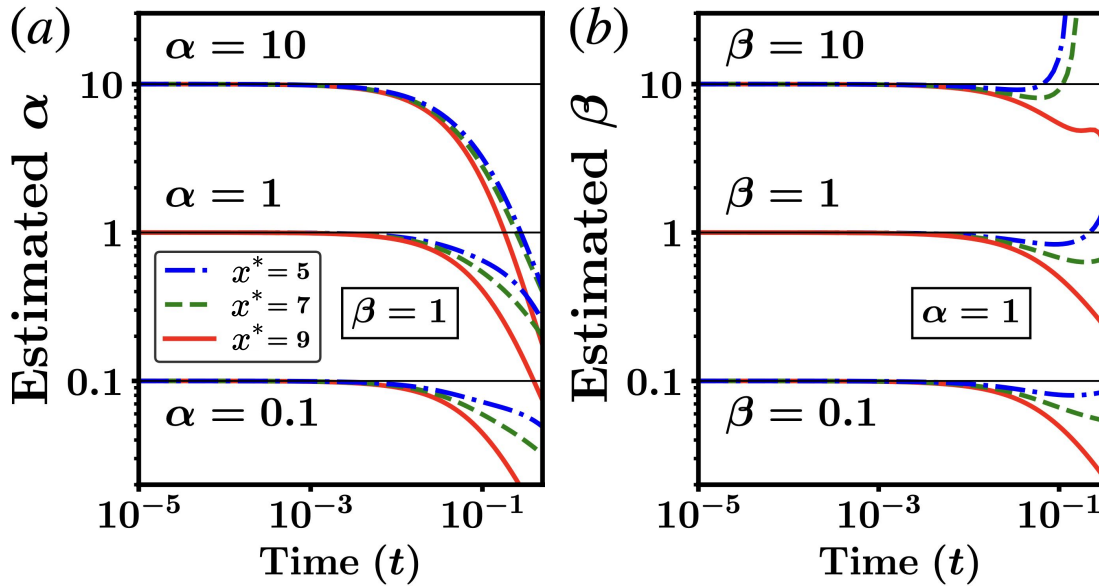 (a)
α = 10
α = 1
x* = 5
x* = 7
x* = 9
β = 1
α = 0.1
Estimated α
10
1
0.1
10⁻⁵
10⁻³
10⁻¹
Time (t)
(b)
β = 10
β = 1
α = 1
β = 0.1
Estimated β
10
1
0.1
10⁻⁵
10⁻³
10⁻¹
Time (t)